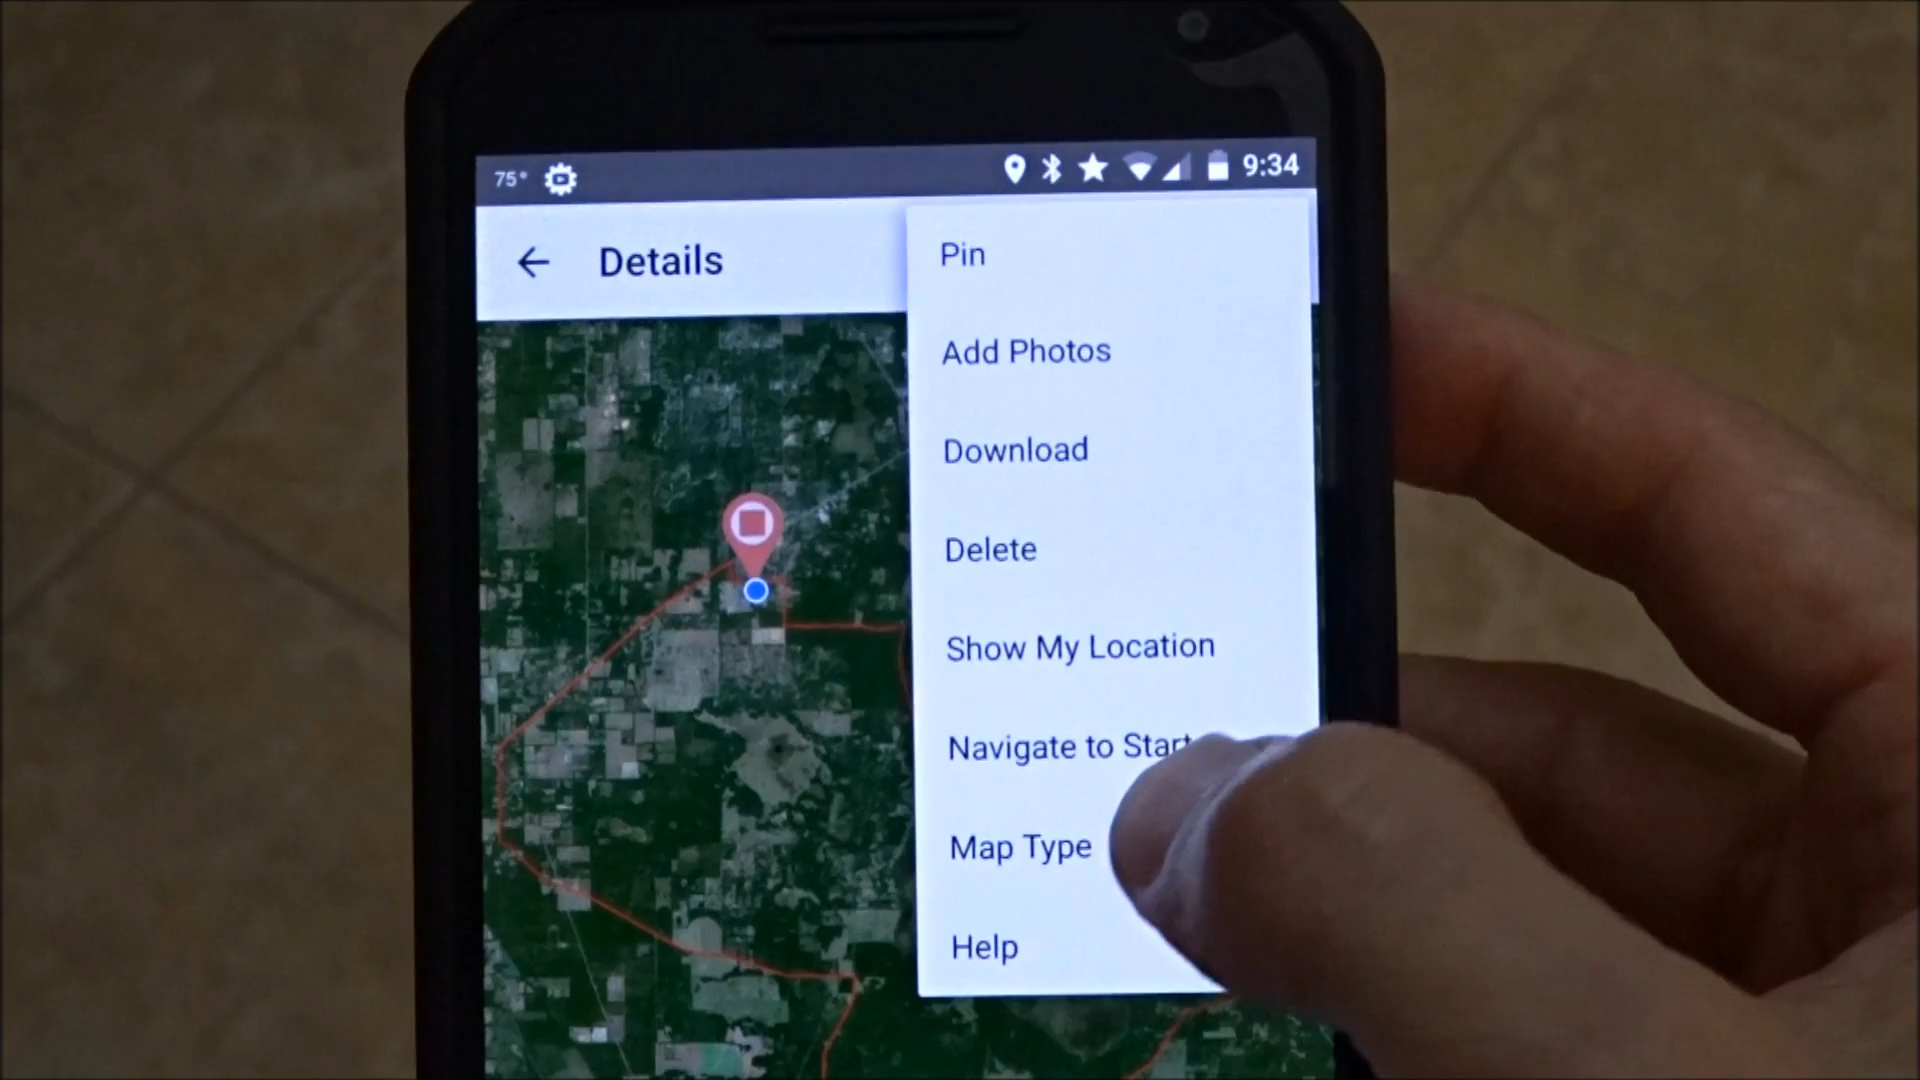 75°
9:34
Details
Pin
Add Photos
Download
Delete
Show My Location
Navigate to Start
Map Type
Help